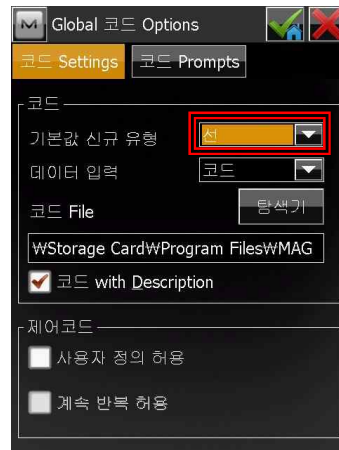 Global 코드 Options
코드 Settings 코드 Prompts
코드
기본값 신규 유형 선
데이터 입력 코드
코드 File 탐색기
₩Storage Card₩Program Files₩MAG
코드 with Description
제어코드
사용자 정의 허용
계속 반복 허용